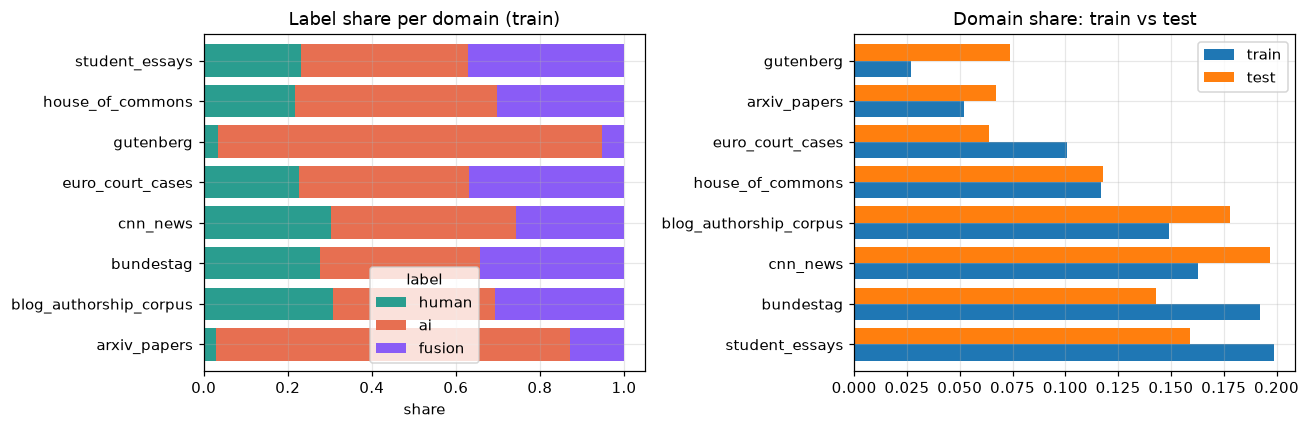 Label share per domain (train)
student_essays
house_of_commons
gutenberg
euro_court_cases
cnn_news
bundestag
blog_authorship_corpus
arxiv_papers
label
human
ai
fusion
0.0 0.2 0.4 0.6 0.8 1.0
share
Domain share: train vs test
gutenberg
arxiv_papers
euro_court_cases
house_of_commons
blog_authorship_corpus
cnn_news
bundestag
student_essays
train
test
0.000 0.025 0.050 0.075 0.100 0.125 0.150 0.175 0.200